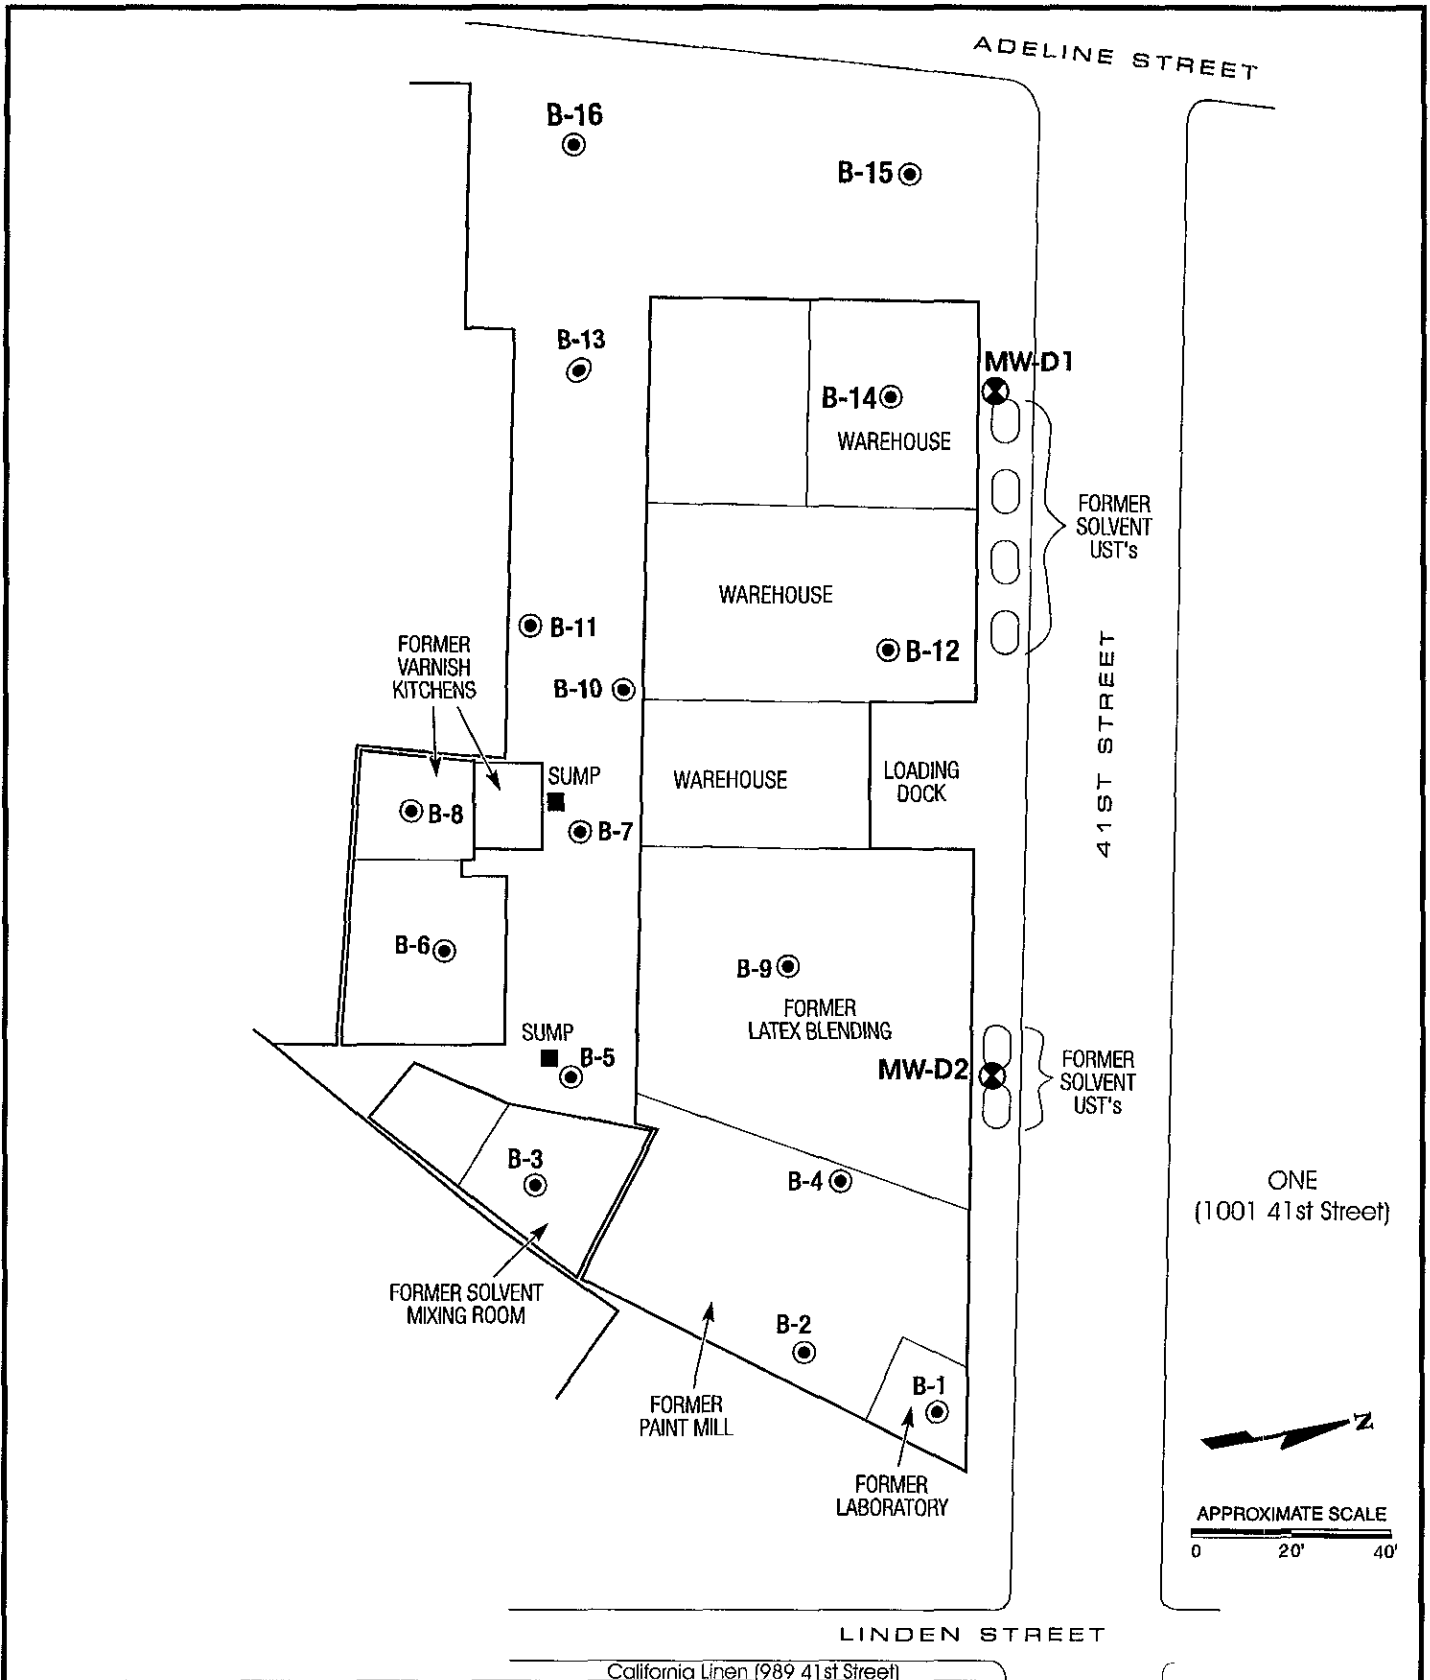 ADELINE STREET
B-16
B-15
B-13
MW-D1
B-14
WAREHOUSE
FORMER
SOLVENT
UST's
WAREHOUSE
B-11
B-12
FORMER
VARNISH
KITCHENS
B-10
41ST STREET
SUMP
WAREHOUSE
LOADING
DOCK
B-8
B-7
B-6
B-9
FORMER
LATEX BLENDING
SUMP
B-5
MW-D2
FORMER
SOLVENT
UST's
B-3
B-4
ONE
(1001 41st Street)
FORMER SOLVENT
MIXING ROOM
B-2
B-1
FORMER
PAINT MILL
N
FORMER
LABORATORY
APPROXIMATE SCALE
0 20' 40'
LINDEN STREET
California Linen (989 41st Street)